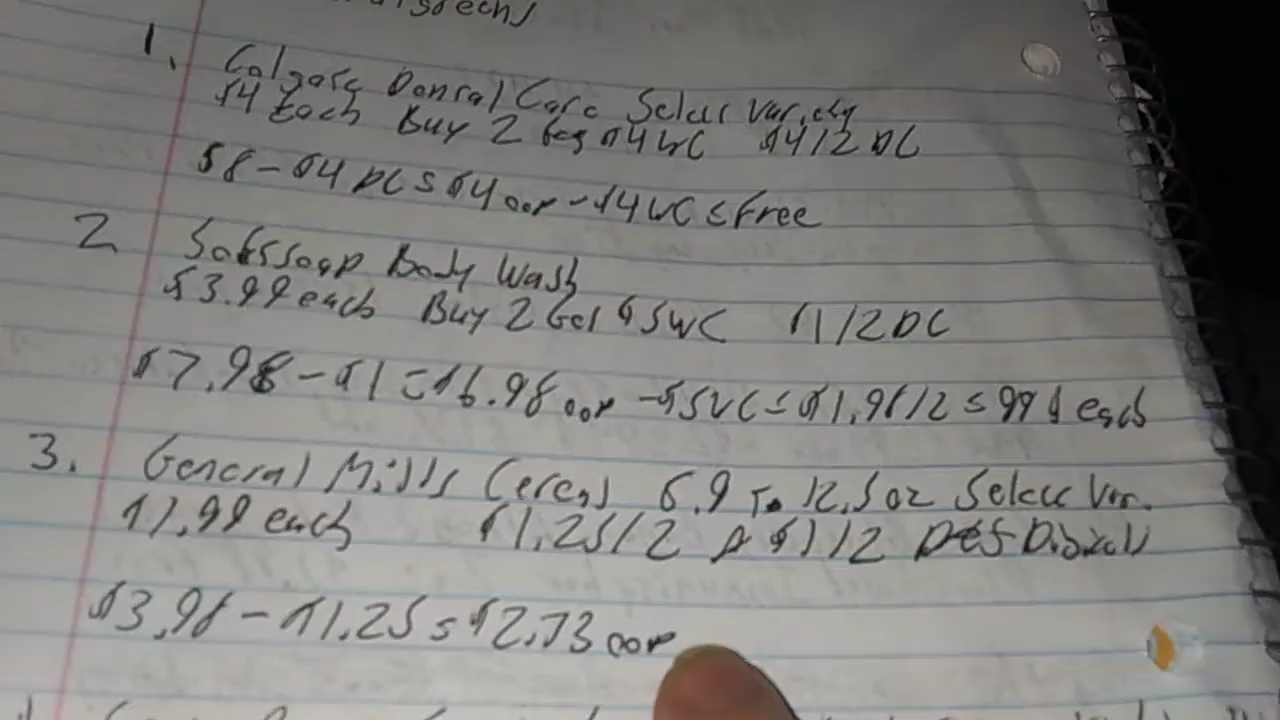 1. Colgate Dental Care Select Variety
$4 Each Buy 2 Get $4 WC $4/2 DC
$8 - $4 DC = $4 oop - $4 WC = Free
2 Softsoap Body Wash
$3.99 each Buy 2 Get $5 WC $1/2 DC
$7.98 - $1 = $6.98 oop - $5 WC = $1.98/2 = 99¢ each
3. General Mills Cereal 6.9 To 12.5 oz Select Var.
$1.99 each $1.25/2 $1/2 Digital
$3.98 - $1.25 = $2.73 oop